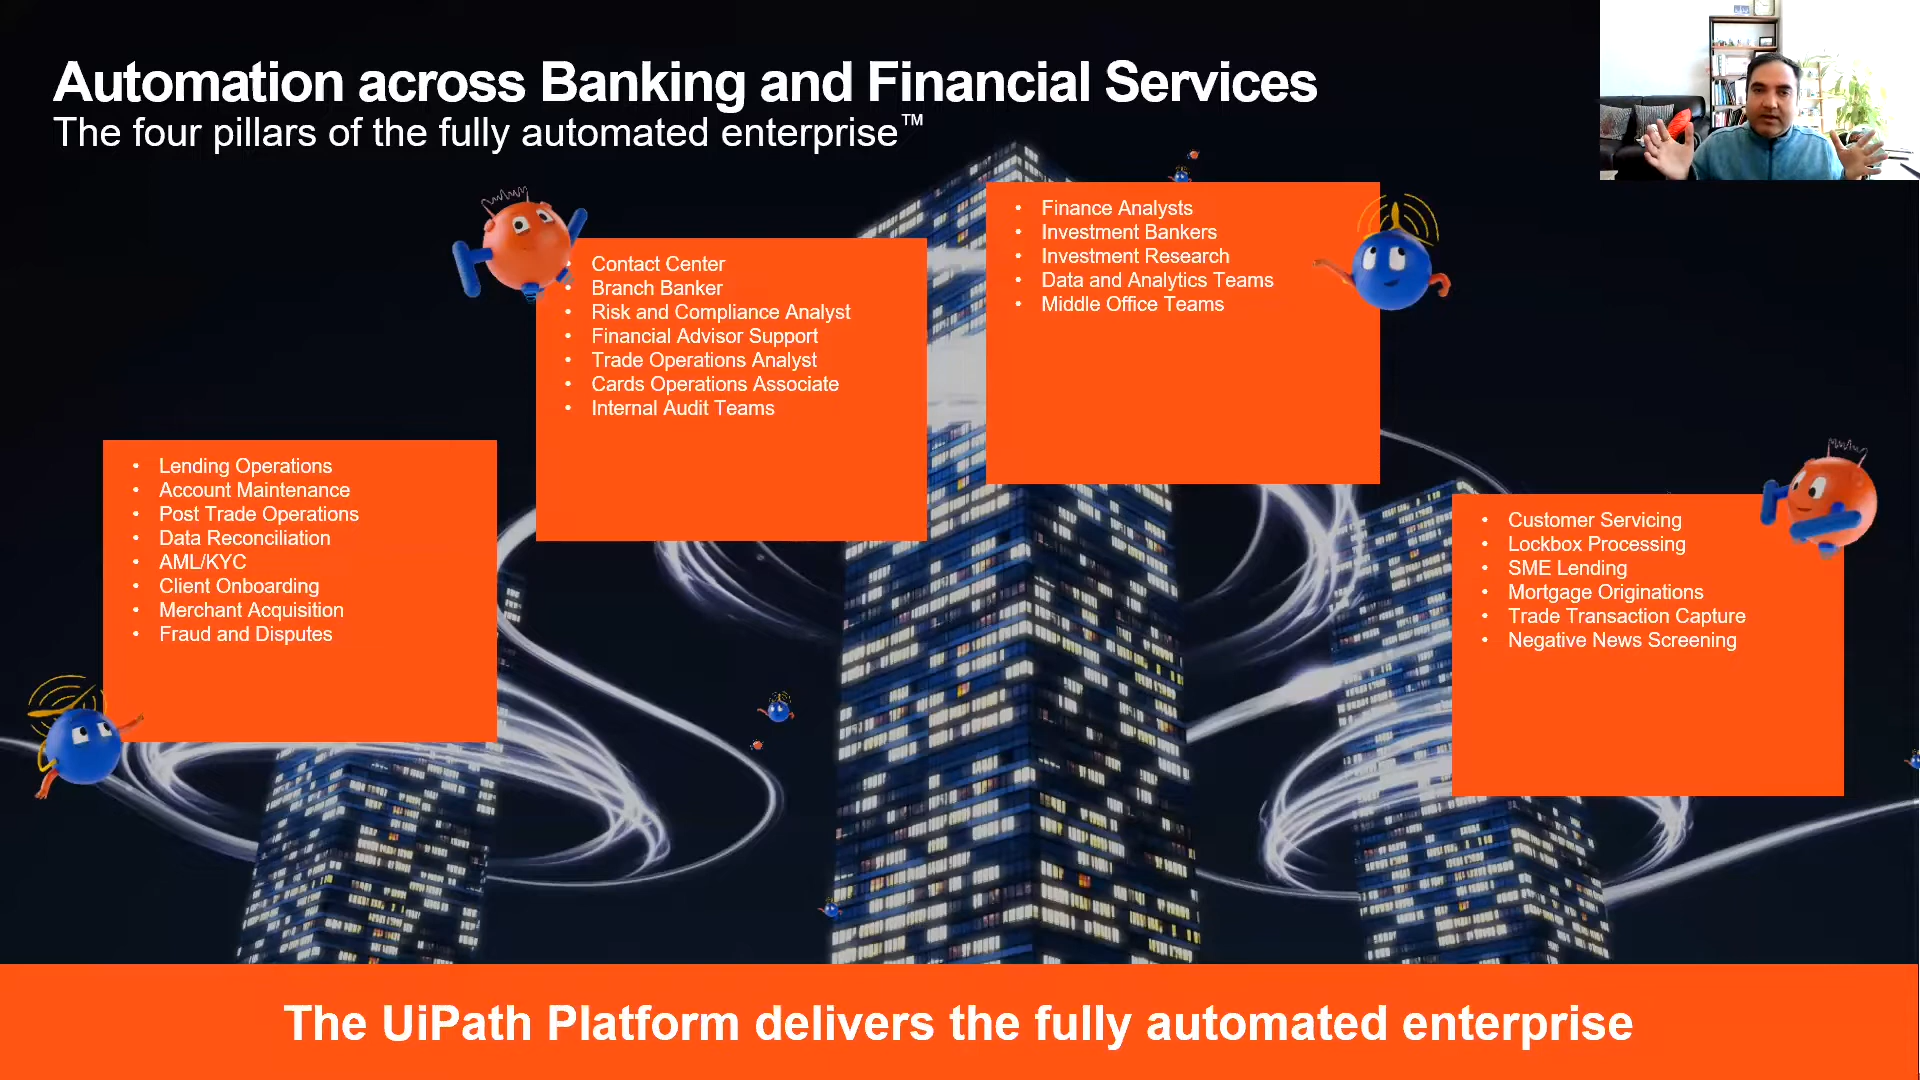 Automation across Banking and Financial Services
The four pillars of the fully automated enterprise™
• Lending Operations
• Account Maintenance
• Post Trade Operations
• Data Reconciliation
• AML/KYC
• Client Onboarding
• Merchant Acquisition
• Fraud and Disputes
• Contact Center
• Branch Banker
• Risk and Compliance Analyst
• Financial Advisor Support
• Trade Operations Analyst
• Cards Operations Associate
• Internal Audit Teams
• Finance Analysts
• Investment Bankers
• Investment Research
• Data and Analytics Teams
• Middle Office Teams
• Customer Servicing
• Lockbox Processing
• SME Lending
• Mortgage Originations
• Trade Transaction Capture
• Negative News Screening
The UiPath Platform delivers the fully automated enterprise